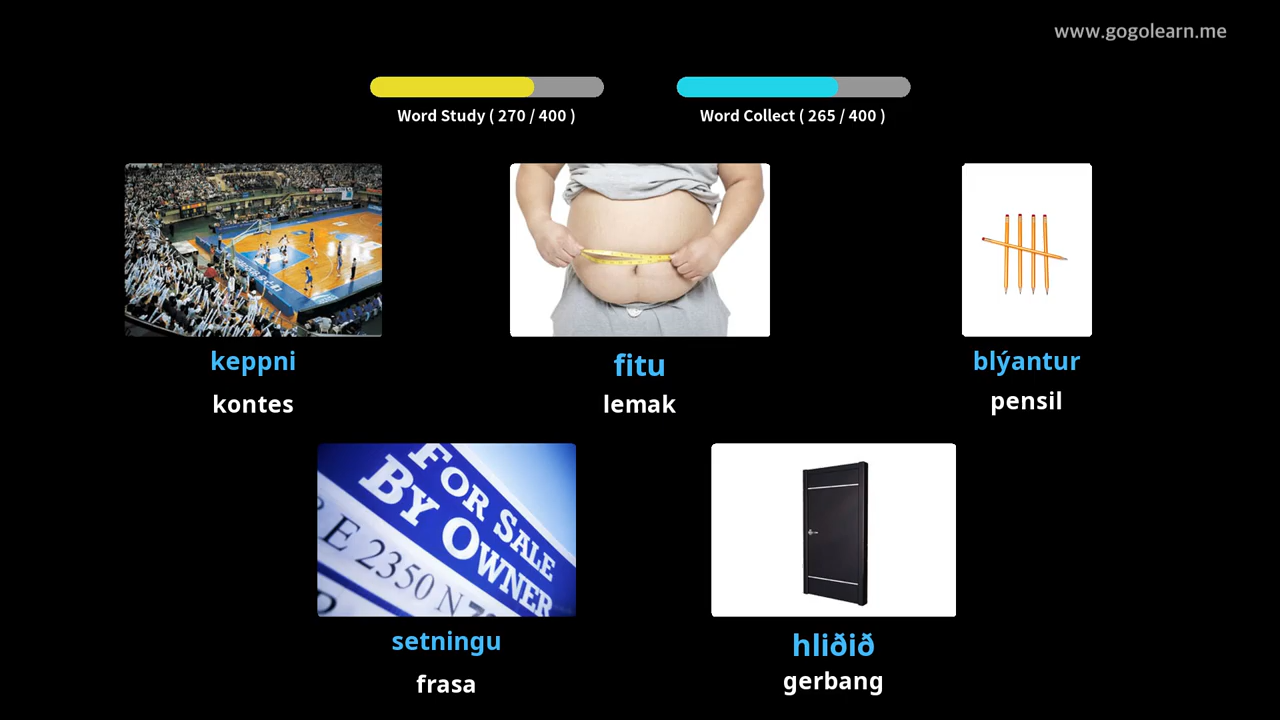 www.gogolearn.me
Word Study ( 270 / 400 )
Word Collect ( 265 / 400 )
keppni
kontes
fitu
lemak
blýantur
pensil
FOR SALE
BY OWNER
E 2350 N
setningu
frasa
hliðið
gerbang